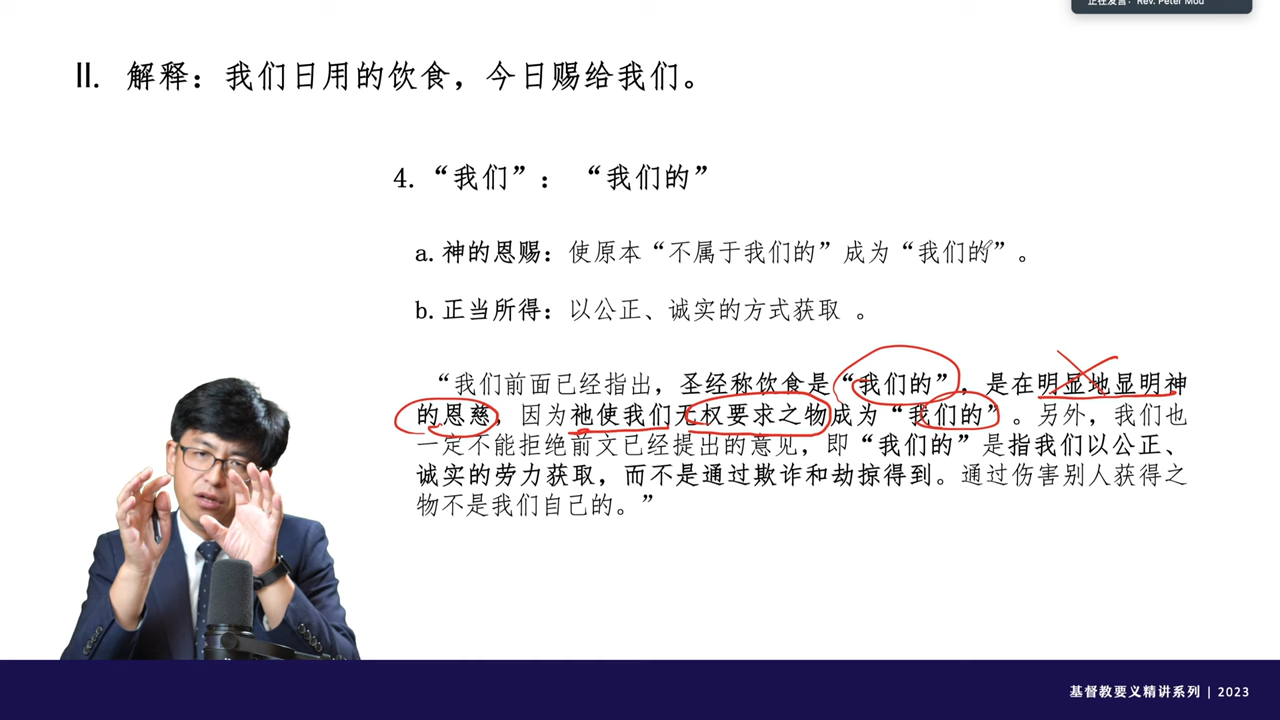 正在发言: Rev. Peter Mou
II. 解释：我们日用的饮食，今日赐给我们。
4. “我们”： “我们的”
a. 神的恩赐：使原本“不属于我们的”成为“我们的”。
b. 正当所得：以公正、诚实的方式获取 。
“我们前面已经指出，圣经称饮食是“我们的”，是在明显地显明神
的恩慈，因为祂使我们无权要求之物成为“我们的”。另外，我们也
一定不能拒绝前文已经提出的意见，即“我们的”是指我们以公正、
诚实的劳力获取，而不是通过欺诈和劫掠得到。通过伤害别人获得之
物不是我们自己的。”
基督教要义精讲系列 | 2023